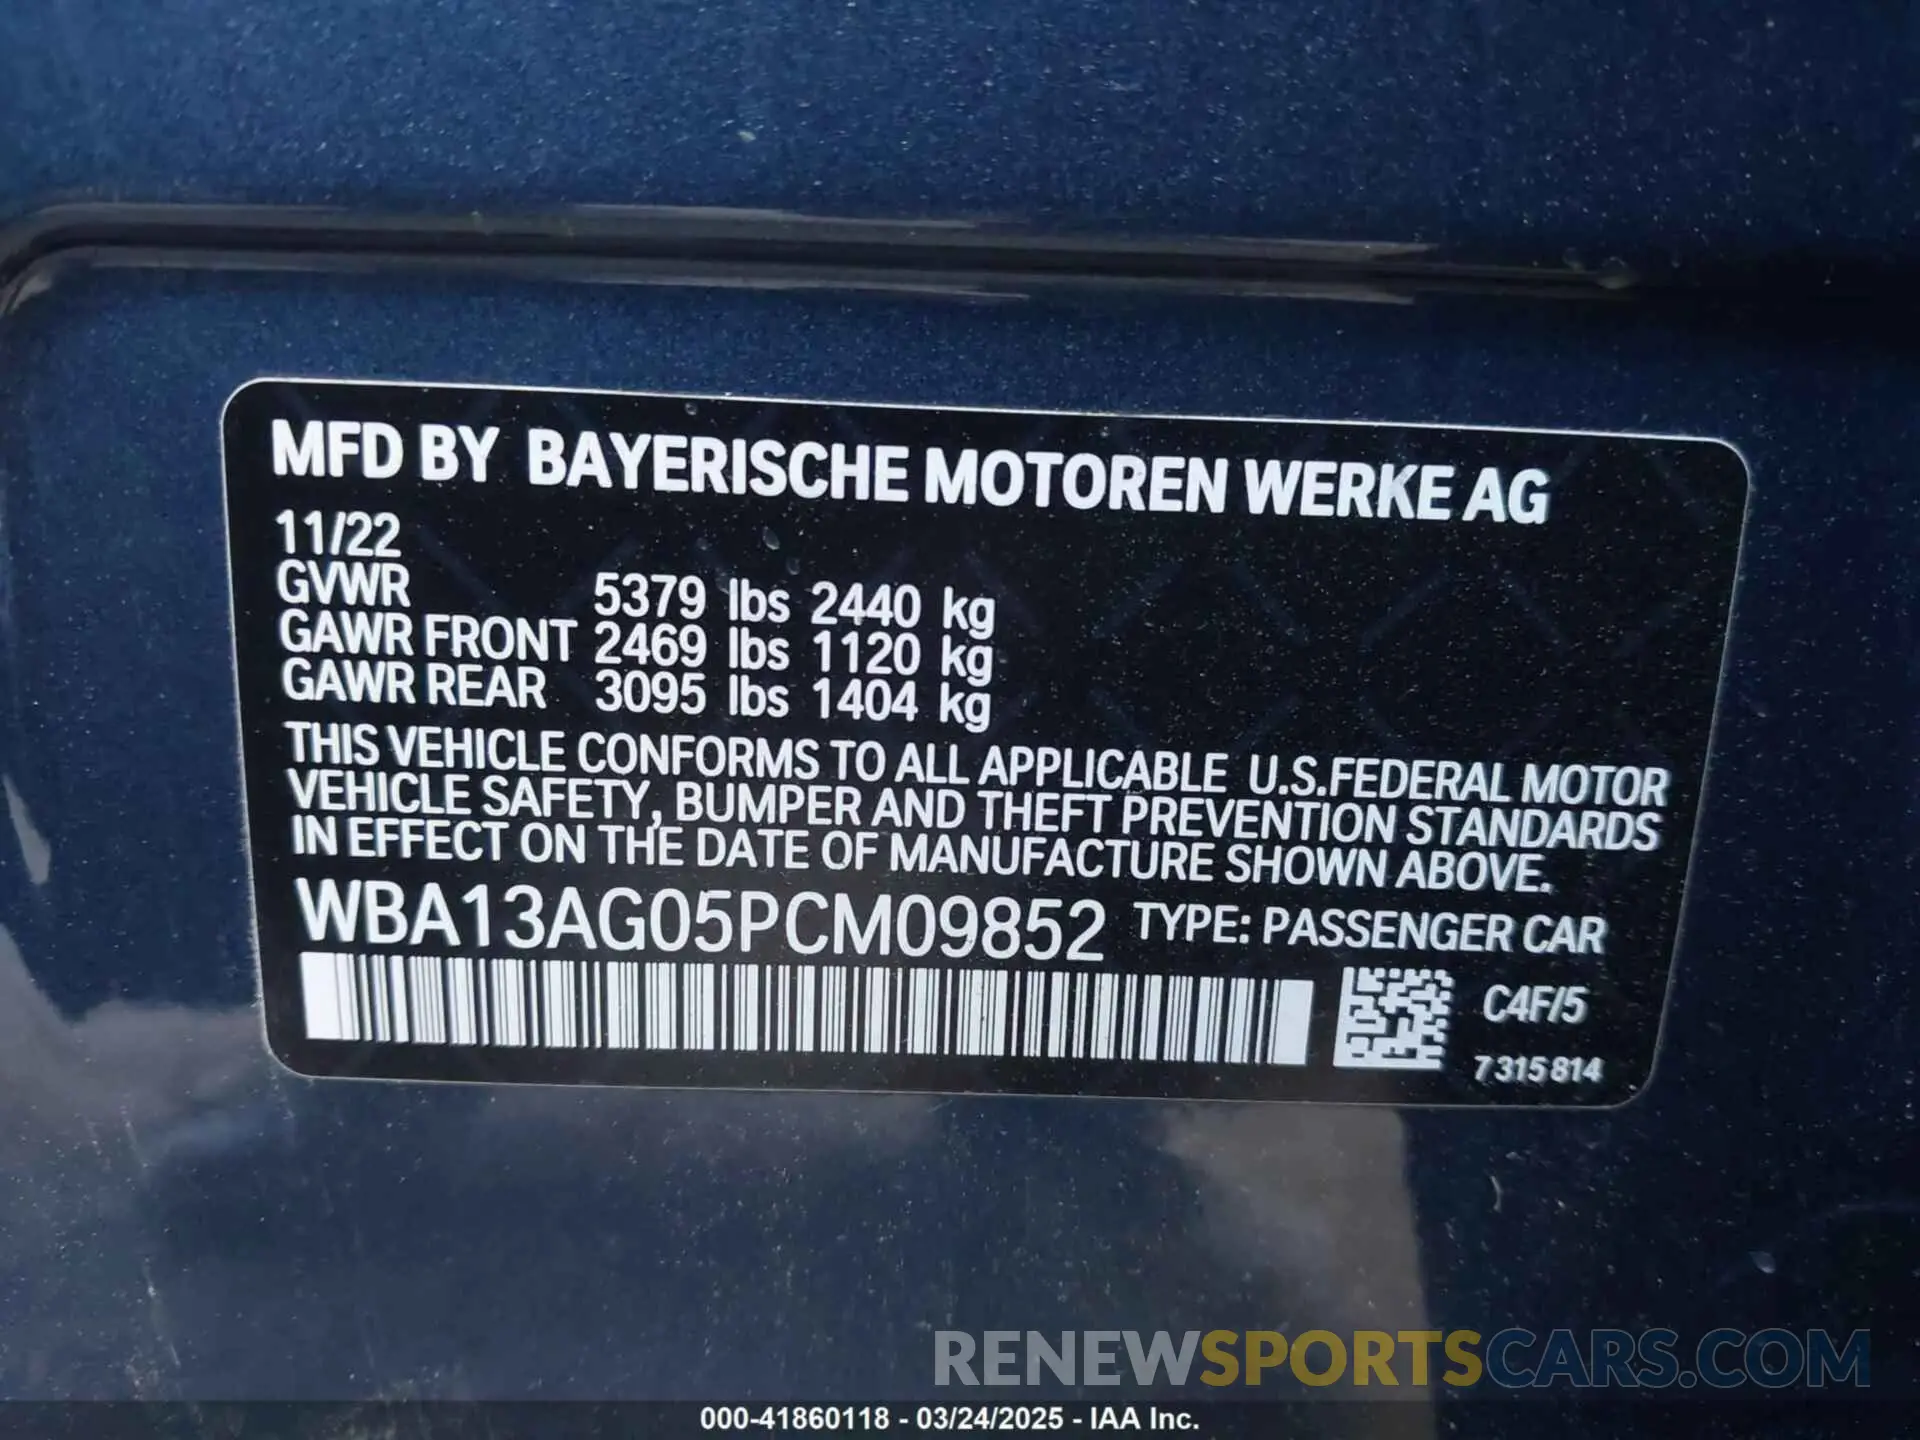 MFD BY BAYERISCHE MOTOREN WERKE AG
11/22
GVWR 5379 lbs 2440 kg
GAWR FRONT 2469 lbs 1120 kg
GAWR REAR 3095 lbs 1404 kg
THIS VEHICLE CONFORMS TO ALL APPLICABLE U.S.FEDERAL MOTOR
VEHICLE SAFETY, BUMPER AND THEFT PREVENTION STANDARDS
IN EFFECT ON THE DATE OF MANUFACTURE SHOWN ABOVE.
WBA13AG05PCM09852 TYPE: PASSENGER CAR
C4F/5
7 315 814
RENEWSPORTSCARS.COM
000-41860118 - 03/24/2025 - IAA Inc.